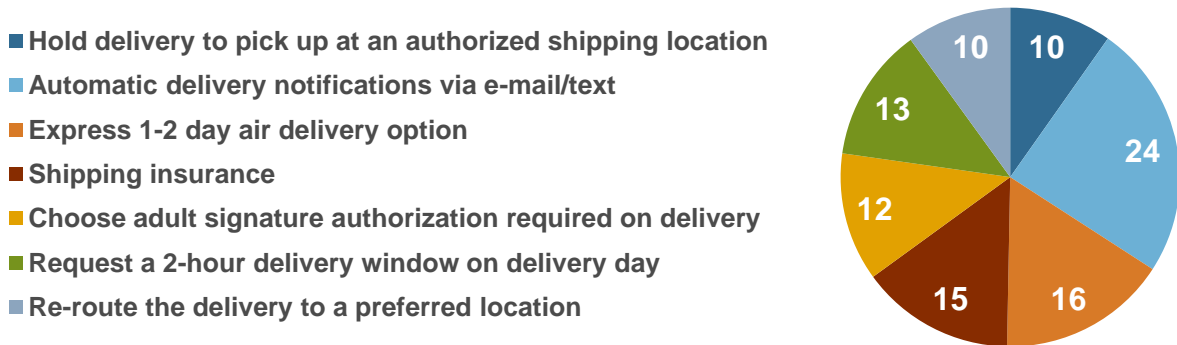 Hold delivery to pick up at an authorized shipping location
Automatic delivery notifications via e-mail/text
Express 1-2 day air delivery option
Shipping insurance
Choose adult signature authorization required on delivery
Request a 2-hour delivery window on delivery day
Re-route the delivery to a preferred location
10
24
16
15
12
13
10